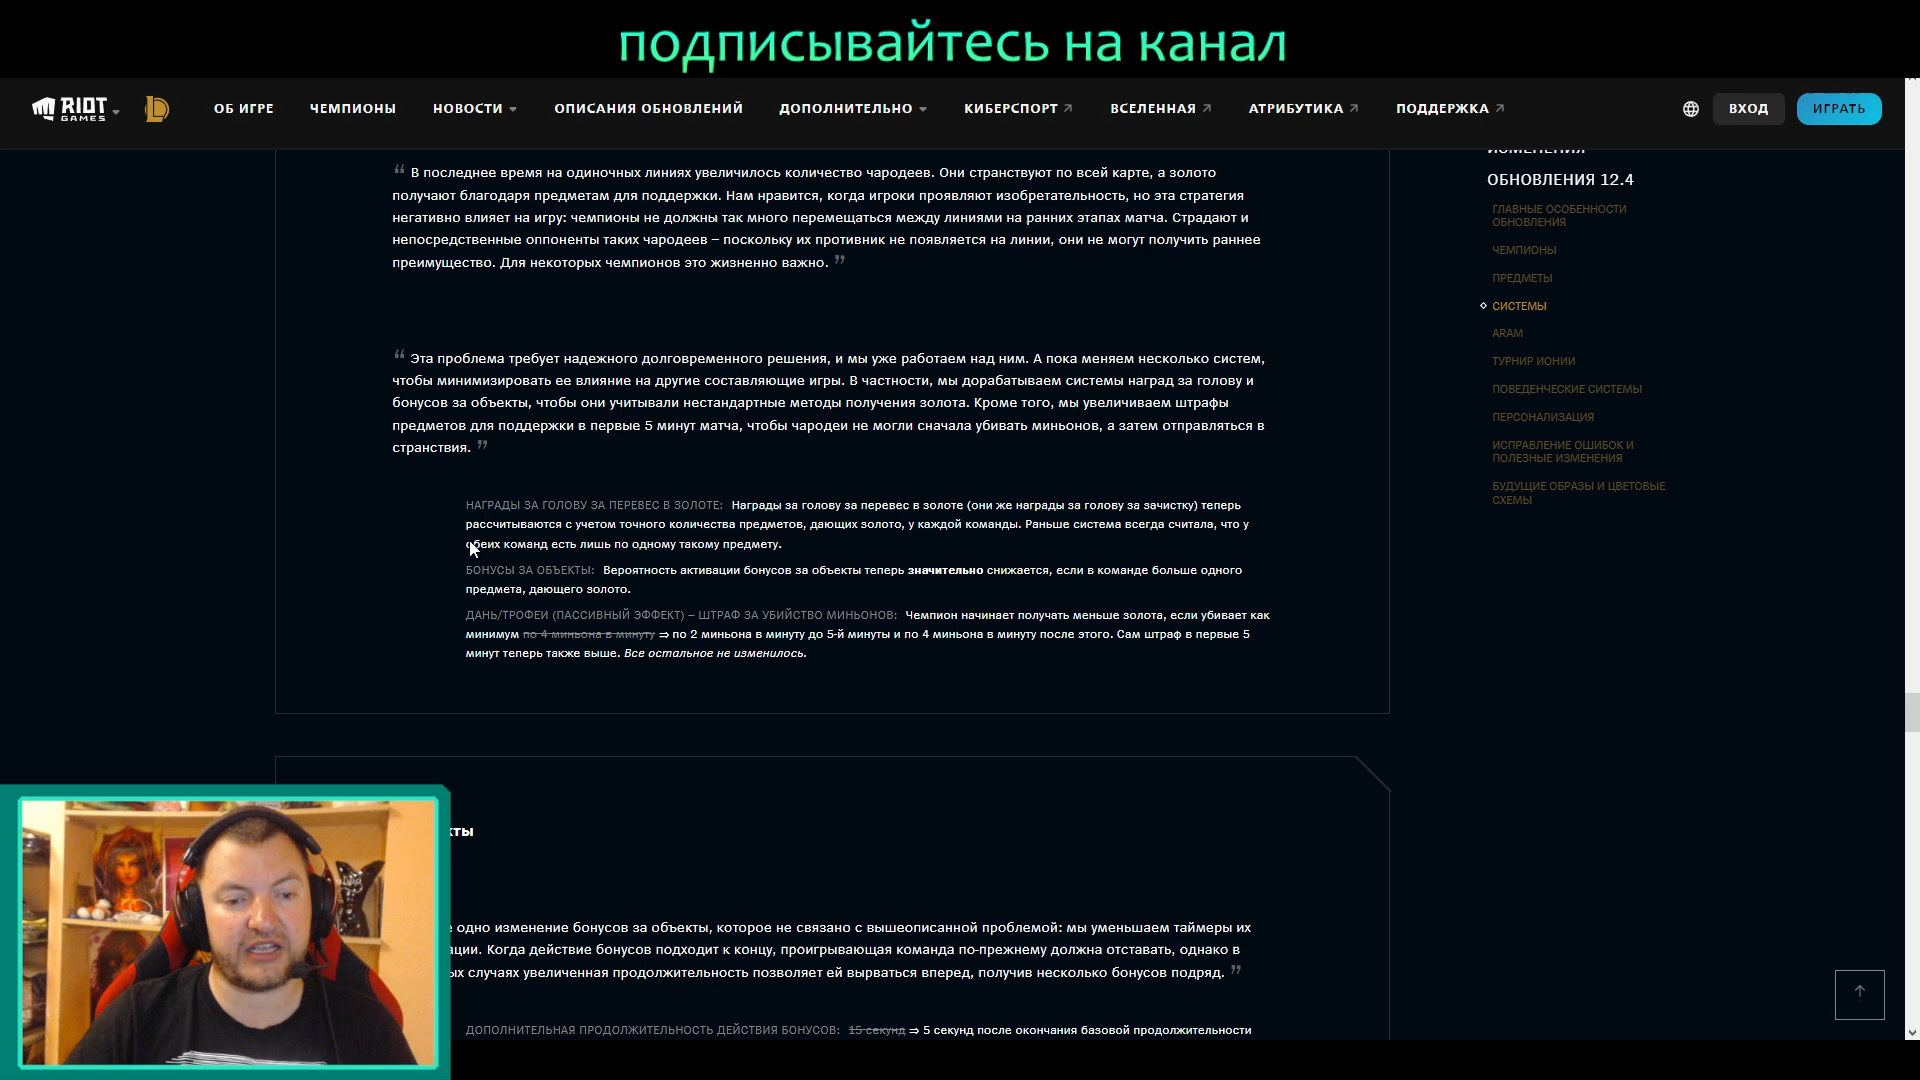 подписывайтесь на канал
RIOT GAMES ОБ ИГРЕ ЧЕМПИОНЫ НОВОСТИ ОПИСАНИЯ ОБНОВЛЕНИЙ ДОПОЛНИТЕЛЬНО КИБЕРСПОРТ ВСЕЛЕННАЯ АТРИБУТИКА ПОДДЕРЖКА ВХОД ИГРАТЬ
“ В последнее время на одиночных линиях увеличилось количество чародеев. Они странствуют по всей карте, а золото
получают благодаря предметам для поддержки. Нам нравится, когда игроки проявляют изобретательность, но эта стратегия
негативно влияет на игру: чемпионы не должны так много перемещаться между линиями на ранних этапах матча. Страдают и
непосредственные оппоненты таких чародеев – поскольку их противник не появляется на линии, они не могут получить раннее
преимущество. Для некоторых чемпионов это жизненно важно. ”
“ Эта проблема требует надежного долговременного решения, и мы уже работаем над ним. А пока меняем несколько систем,
чтобы минимизировать ее влияние на другие составляющие игры. В частности, мы дорабатываем системы наград за голову и
бонусов за объекты, чтобы они учитывали нестандартные методы получения золота. Кроме того, мы увеличиваем штрафы
предметов для поддержки в первые 5 минут матча, чтобы чародеи не могли сначала убивать миньонов, а затем отправляться в
странствия. ”
НАГРАДЫ ЗА ГОЛОВУ ЗА ПЕРЕВЕС В ЗОЛОТЕ: Награды за голову за перевес в золоте (они же награды за голову за зачистку) теперь
рассчитываются с учетом точного количества предметов, дающих золото, у каждой команды. Раньше система всегда считала, что у
обеих команд есть лишь по одному такому предмету.
БОНУСЫ ЗА ОБЪЕКТЫ: Вероятность активации бонусов за объекты теперь значительно снижается, если в команде больше одного
предмета, дающего золото.
ДАНЬ/ТРОФЕИ (ПАССИВНЫЙ ЭФФЕКТ) – ШТРАФ ЗА УБИЙСТВО МИНЬОНОВ: Чемпион начинает получать меньше золота, если убивает как
минимум по 4 миньона в минуту ⇒ по 2 миньона в минуту до 5-й минуты и по 4 миньона в минуту после этого. Сам штраф в первые 5
минут теперь также выше. Все остальное не изменилось.
кты
одно изменение бонусов за объекты, которое не связано с вышеописанной проблемой: мы уменьшаем таймеры их
ации. Когда действие бонусов подходит к концу, проигрывающая команда по-прежнему должна отставать, однако в
ых случаях увеличенная продолжительность позволяет ей вырваться вперед, получив несколько бонусов подряд. ”
ДОПОЛНИТЕЛЬНАЯ ПРОДОЛЖИТЕЛЬНОСТЬ ДЕЙСТВИЯ БОНУСОВ: 15 секунд ⇒ 5 секунд после окончания базовой продолжительности
ИЗМЕНЕНИЯ
ОБНОВЛЕНИЯ 12.4
ГЛАВНЫЕ ОСОБЕННОСТИ
ОБНОВЛЕНИЯ
ЧЕМПИОНЫ
ПРЕДМЕТЫ
СИСТЕМЫ
ARAM
ТУРНИР ИОНИИ
ПОВЕДЕНЧЕСКИЕ СИСТЕМЫ
ПЕРСОНАЛИЗАЦИЯ
ИСПРАВЛЕНИЕ ОШИБОК И
ПОЛЕЗНЫЕ ИЗМЕНЕНИЯ
БУДУЩИЕ ОБРАЗЫ И ЦВЕТОВЫЕ
СХЕМЫ